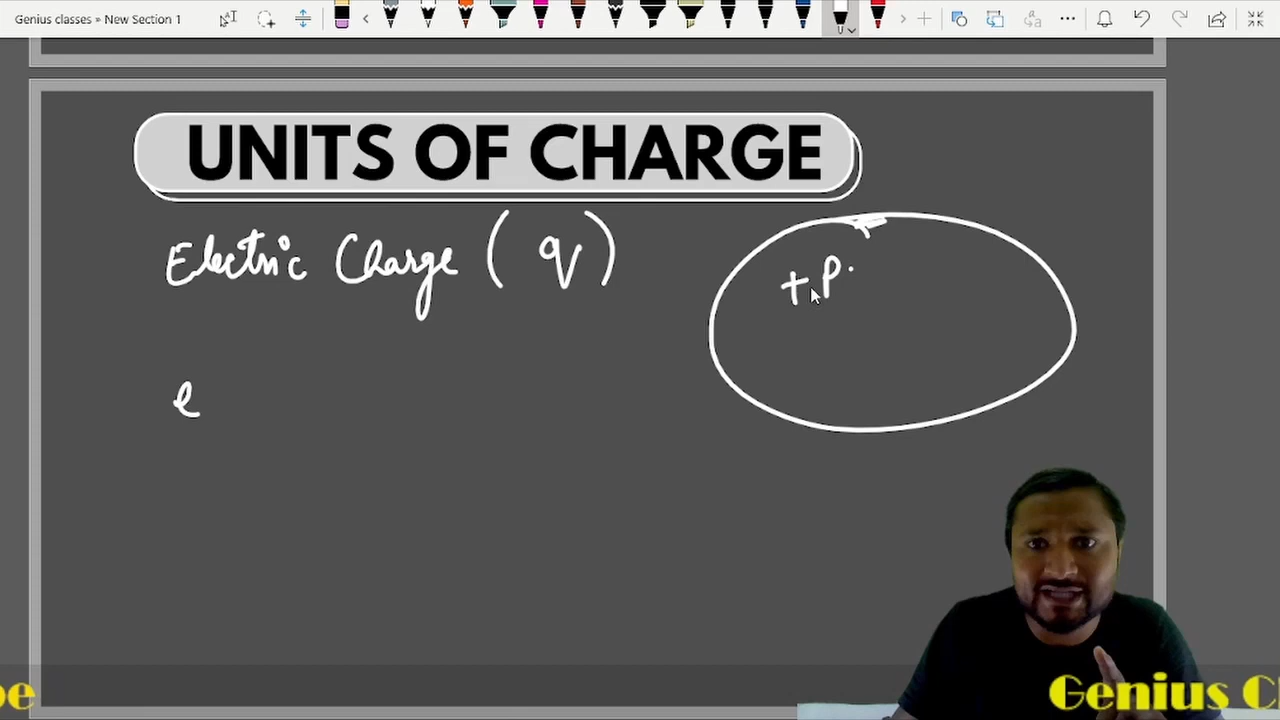 Genius classes » New Section 1
UNITS OF CHARGE
Electric Charge (q)
+ P.
e
Genius C